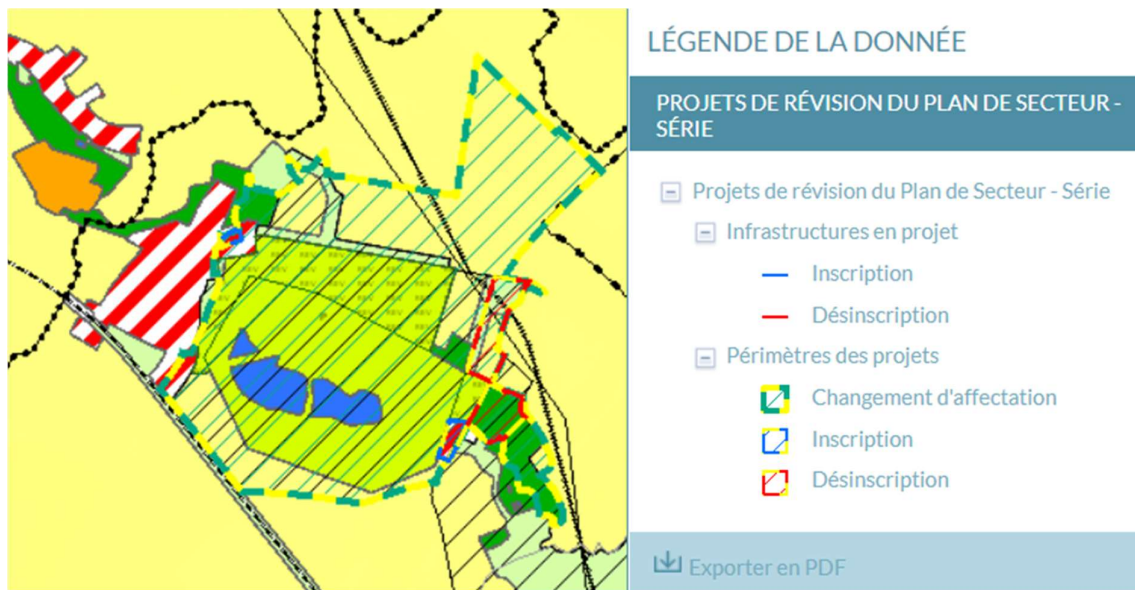 LÉGENDE DE LA DONNÉE
PROJETS DE RÉVISION DU PLAN DE SECTEUR -
SÉRIE
Projets de révision du Plan de Secteur - Série
Infrastructures en projet
Inscription
Désinscription
Périmètres des projets
Changement d'affectation
Inscription
Désinscription
Exporter en PDF